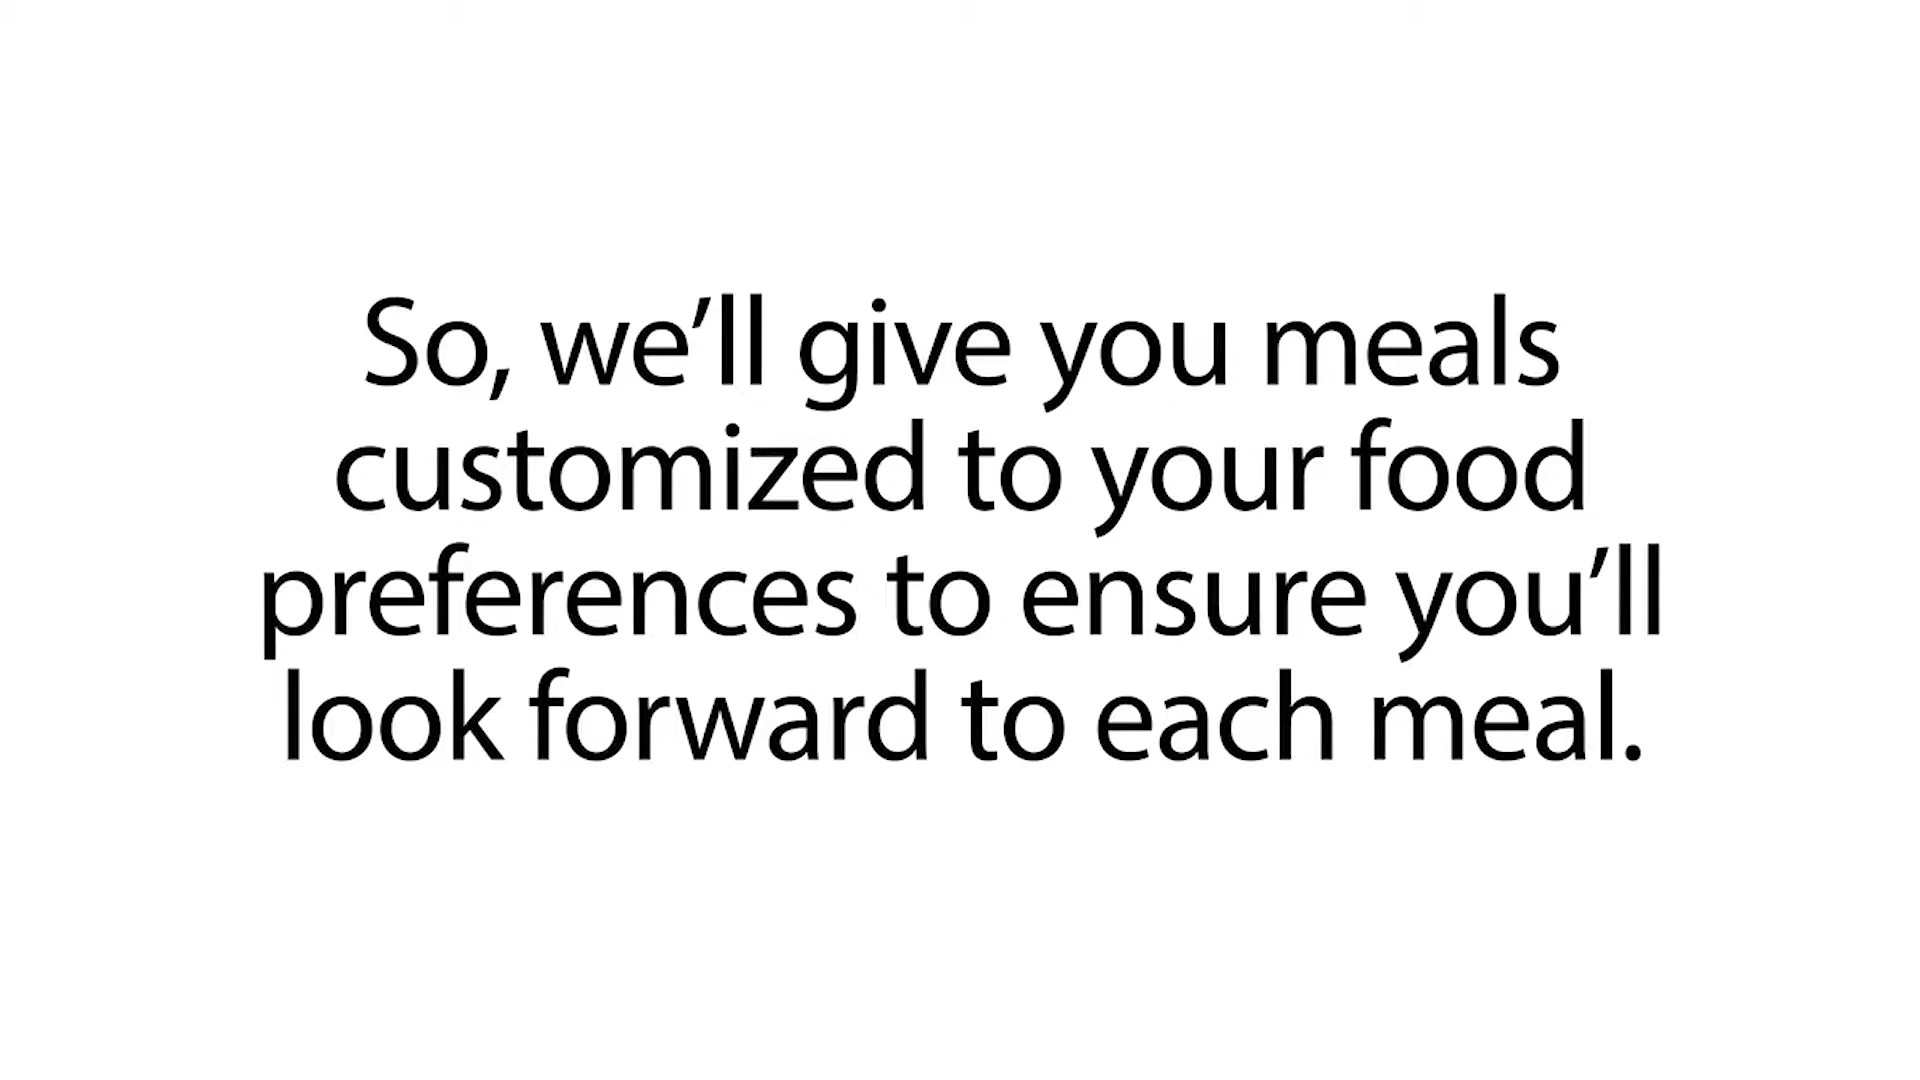 So, we’ll give you meals
customized to your food
preferences to ensure you’ll
look forward to each meal.